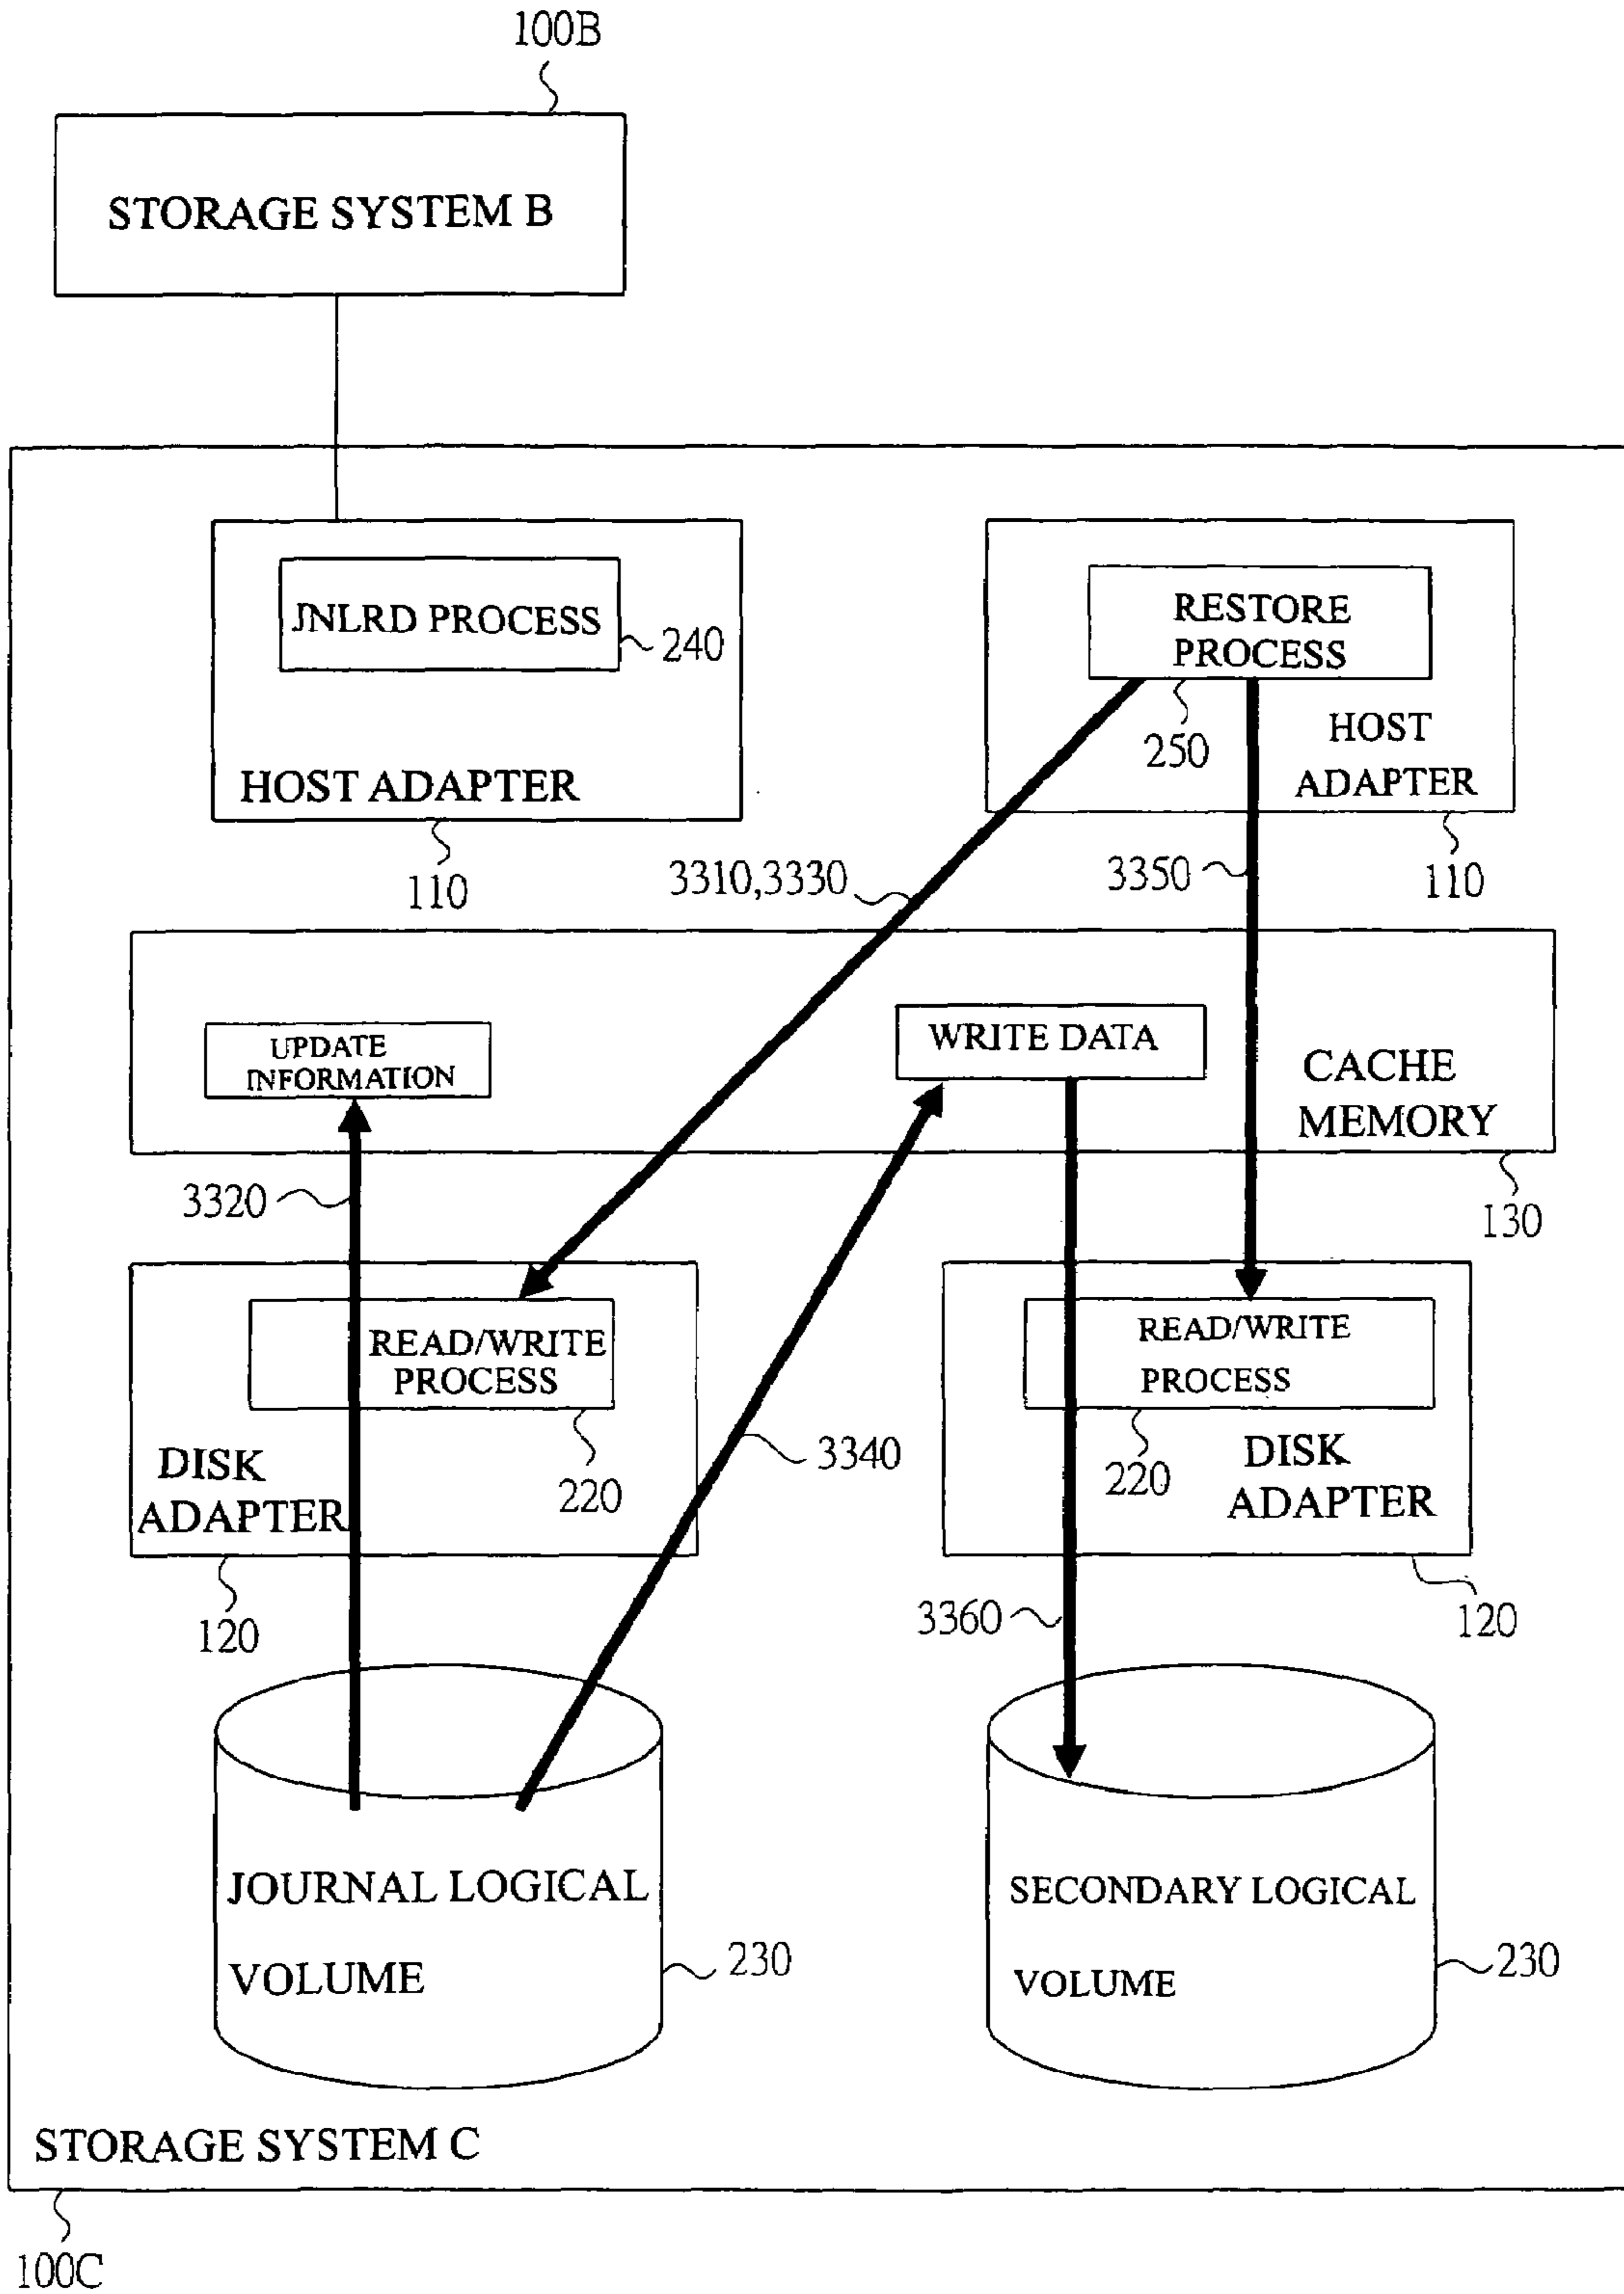 100B
STORAGE SYSTEM B
JNLRD PROCESS
240
HOST ADAPTER
110
RESTORE
PROCESS
250
HOST
ADAPTER
110
3310,3330
3350
UPDATE
INFORMATION
WRITE DATA
CACHE
MEMORY
130
3320
READ/WRITE
PROCESS
220
DISK
ADAPTER
120
3340
READ/WRITE
PROCESS
220
DISK
ADAPTER
120
3360
JOURNAL LOGICAL
VOLUME
230
SECONDARY LOGICAL
VOLUME
230
STORAGE SYSTEM C
100C